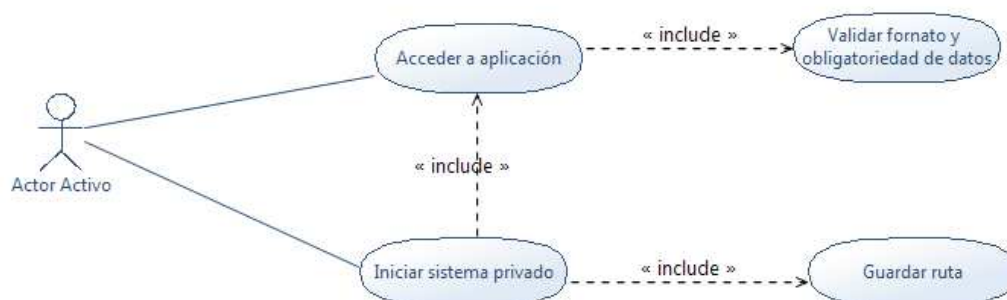 « include »
Validar fornato y
obligatoriedad de datos
Acceder a aplicación
« include »
Actor Activo
Iniciar sistema privado
« include »
Guardar ruta